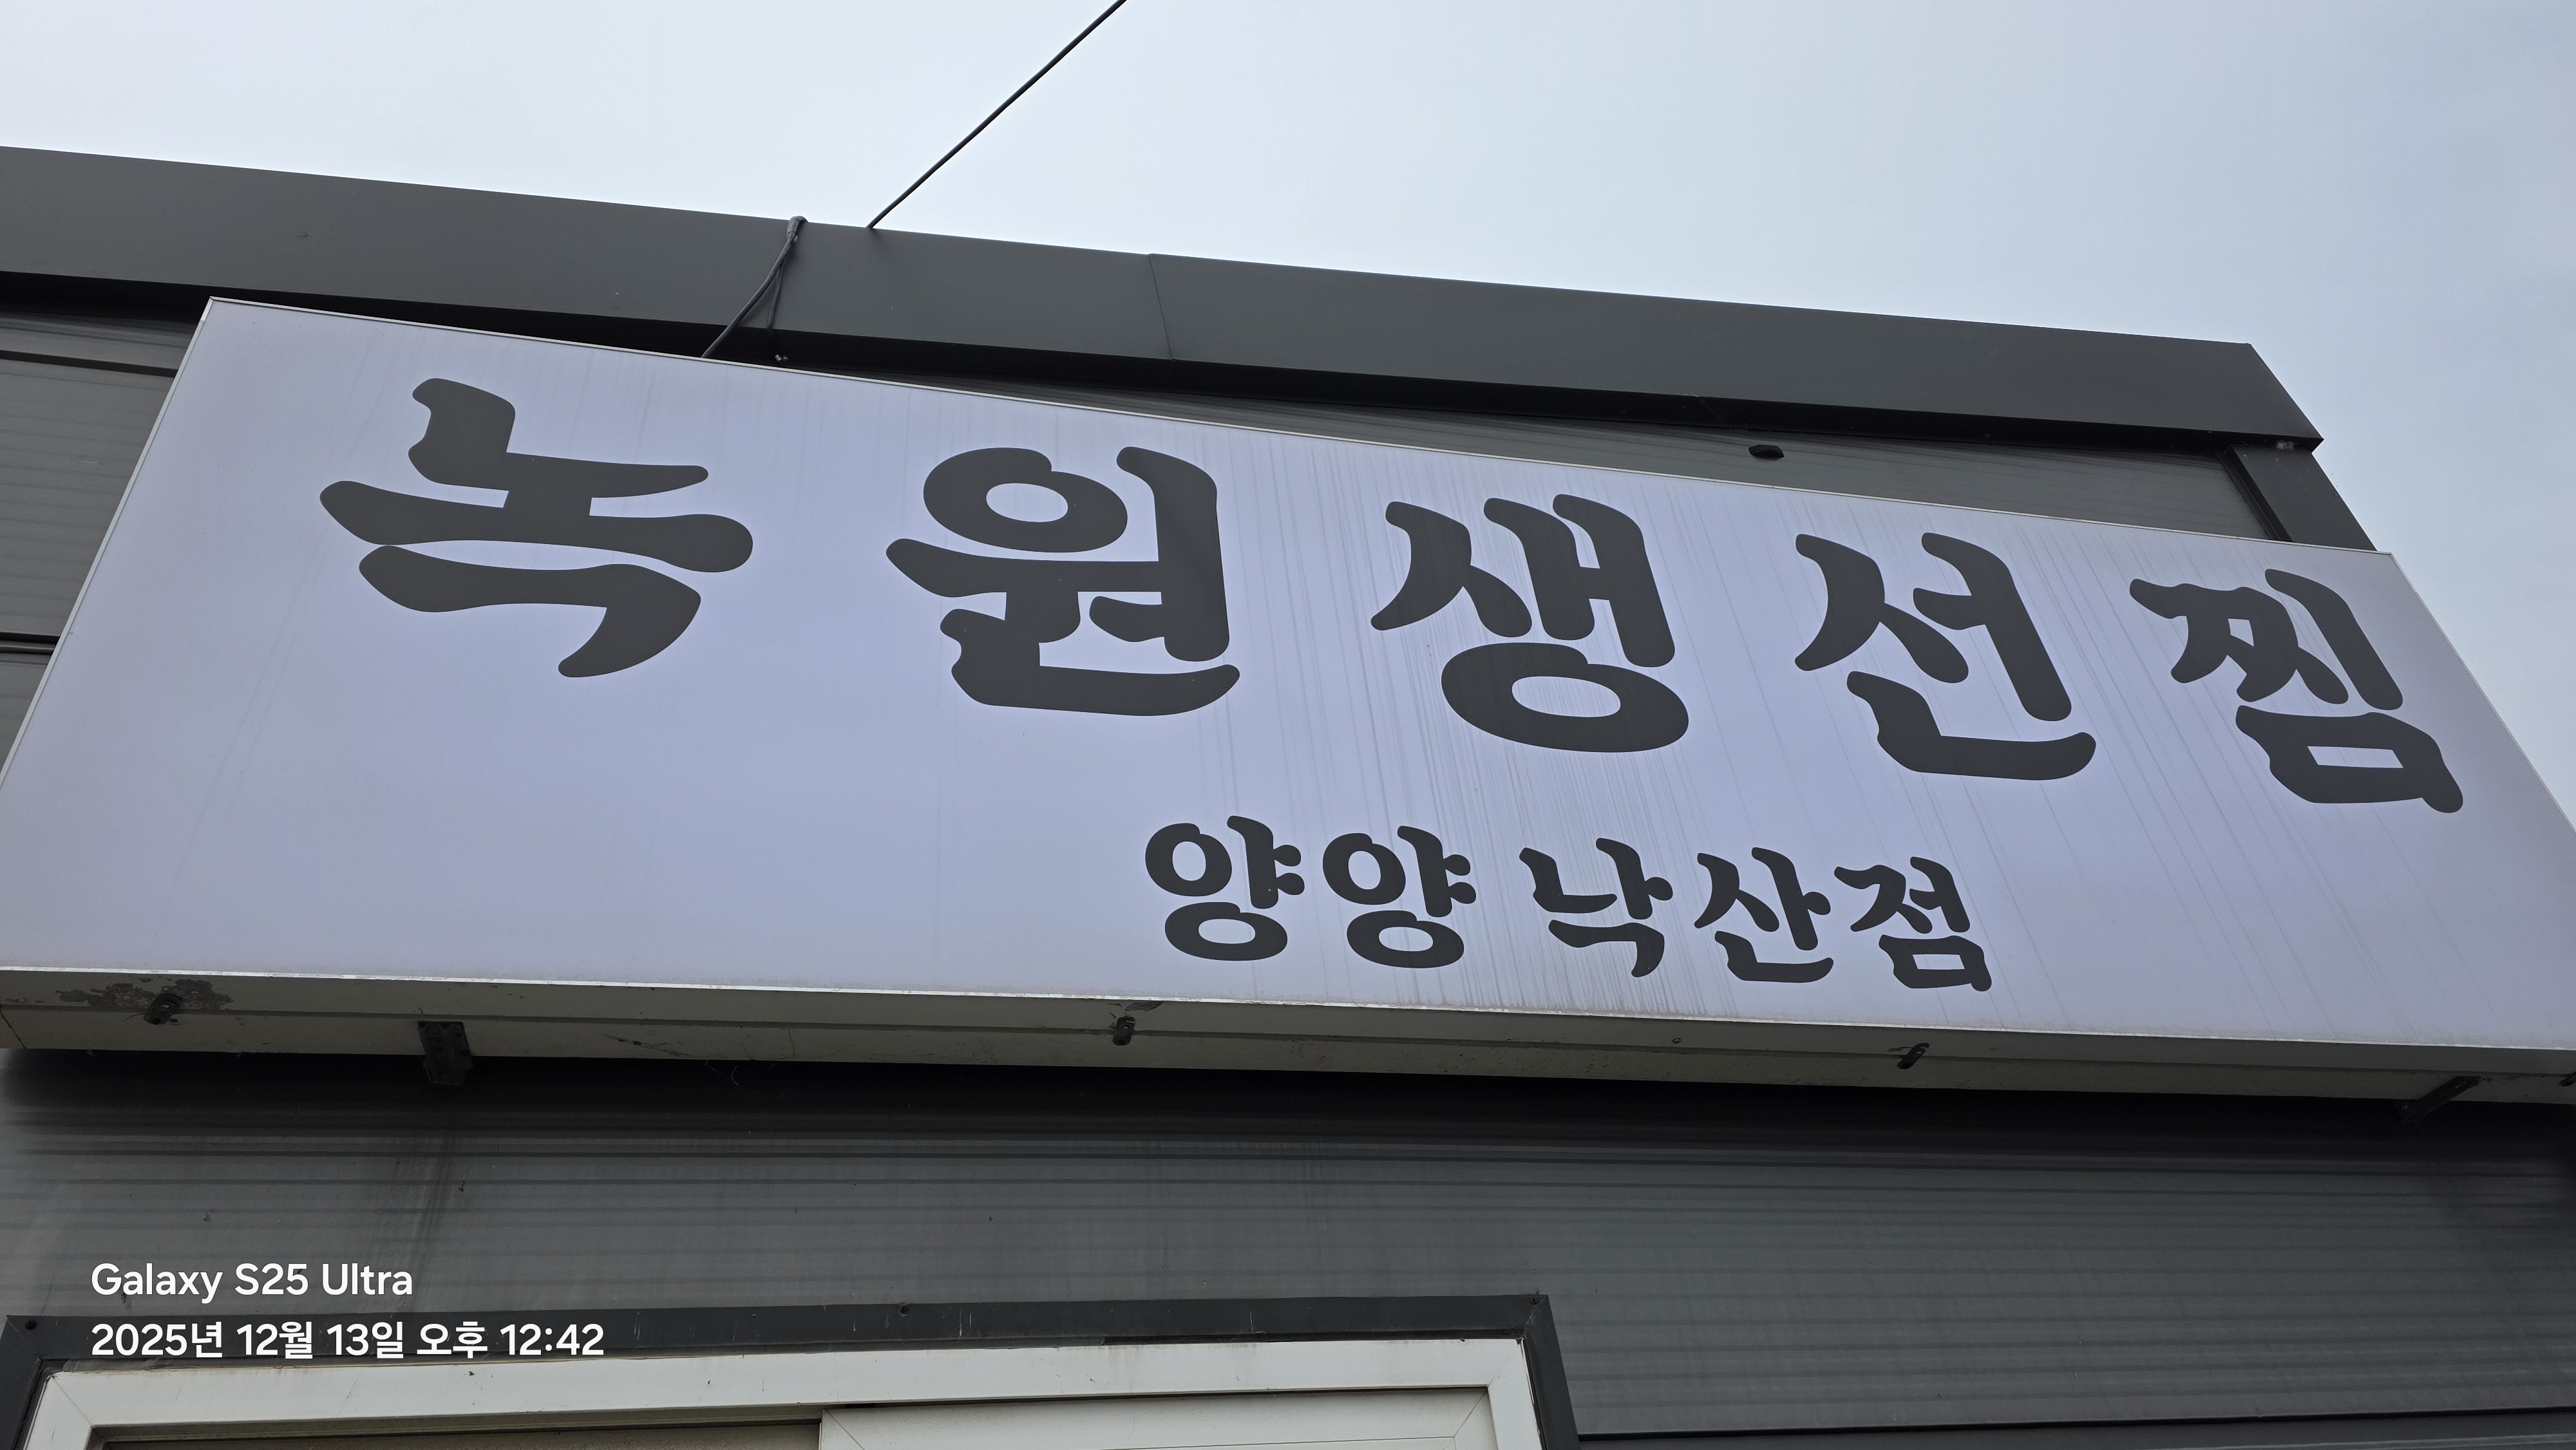 녹원생선찜
양양 낙산점
Galaxy S25 Ultra
2025년 12월 13일 오후 12:42